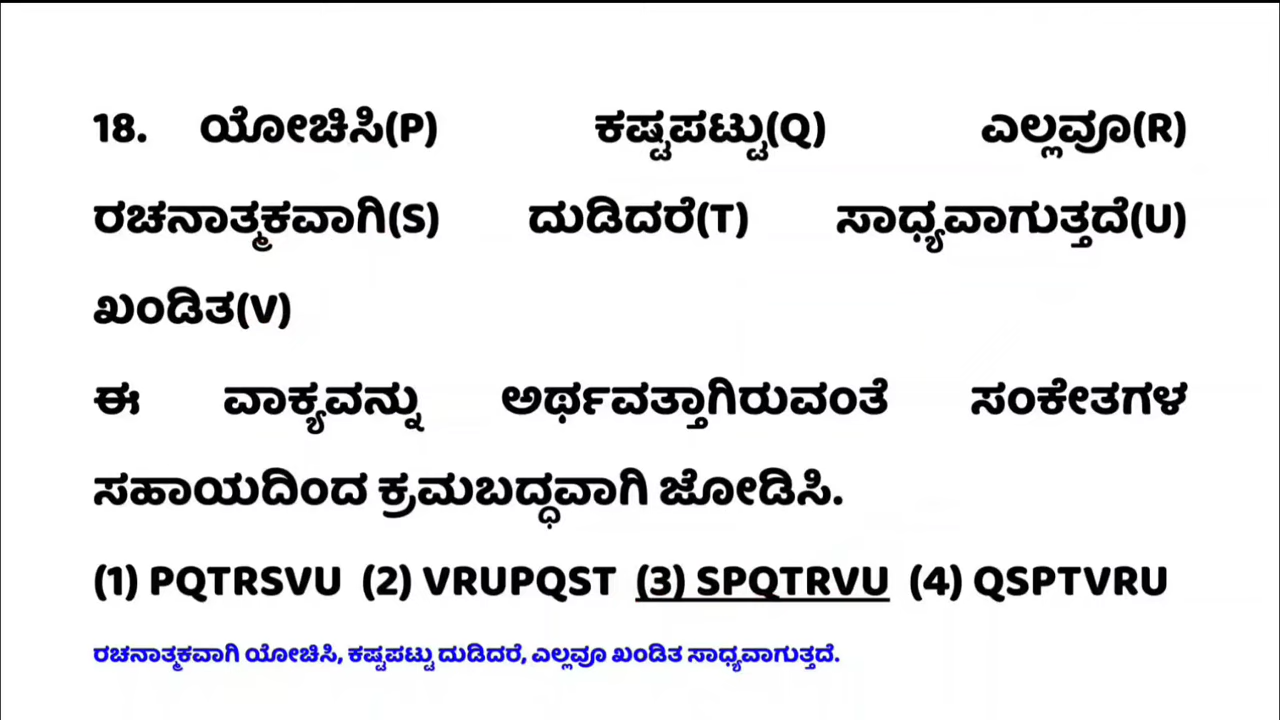 18. ಯೋಚಿಸಿ(P) ಕಷ್ಟಪಟ್ಟು(Q) ಎಲ್ಲವೂ(R)
ರಚನಾತ್ಮಕವಾಗಿ(S) ದುಡಿದರೆ(T) ಸಾಧ್ಯವಾಗುತ್ತದೆ(U)
ಖಂಡಿತ(V)
ಈ ವಾಕ್ಯವನ್ನು ಅರ್ಥವತ್ತಾಗಿರುವಂತೆ ಸಂಕೇತಗಳ
ಸಹಾಯದಿಂದ ಕ್ರಮಬದ್ಧವಾಗಿ ಜೋಡಿಸಿ.
(1) PQTRSVU (2) VRUPQST (3) SPQTRVU (4) QSPTVRU
ರಚನಾತ್ಮಕವಾಗಿ ಯೋಚಿಸಿ, ಕಷ್ಟಪಟ್ಟು ದುಡಿದರೆ, ಎಲ್ಲವೂ ಖಂಡಿತ ಸಾಧ್ಯವಾಗುತ್ತದೆ.